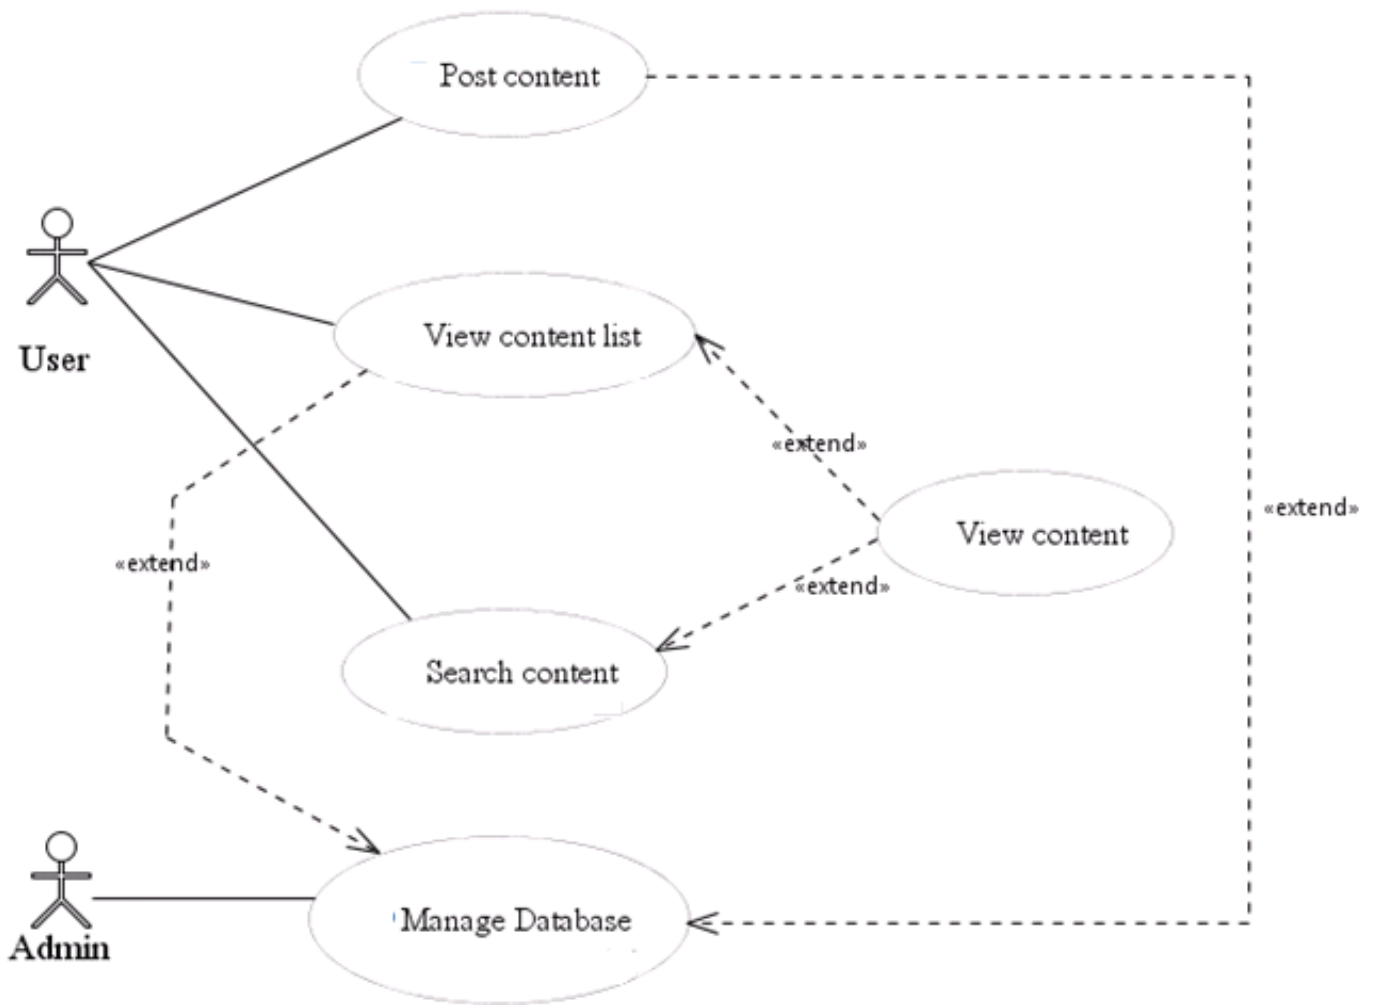 Post content
User
View content list
«extend»
«extend»
View content
«extend»
«extend»
Search content
Admin
Manage Database